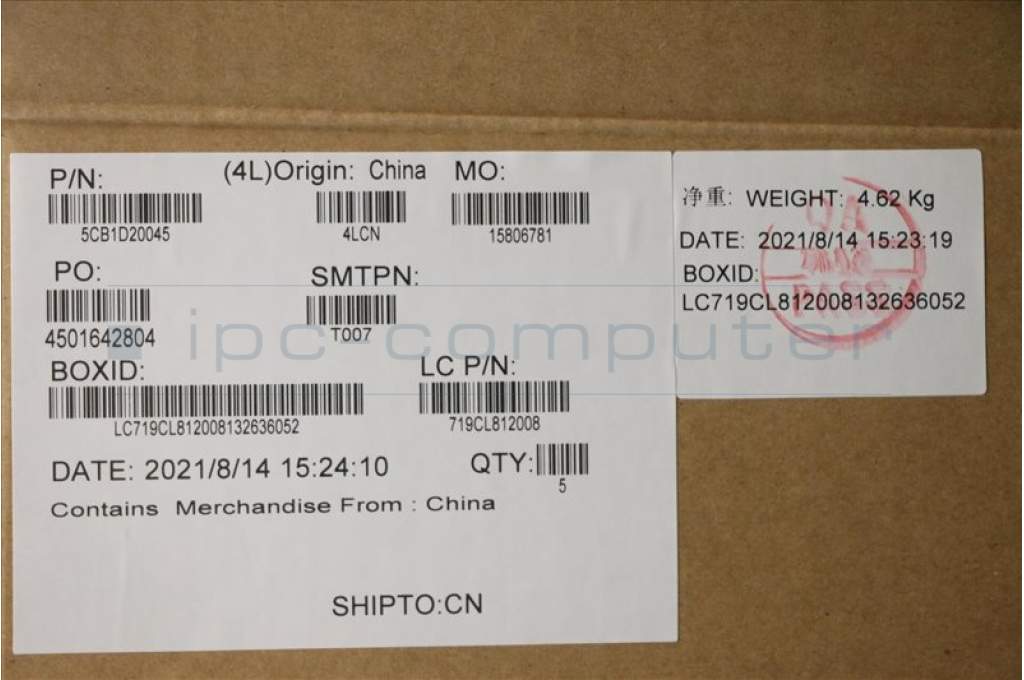 P/N: (4L)Origin: China MO:
5CB1D20045 4LCN 15806781
PO: SMTPN:
4501642804 T007
BOXID: LC P/N:
LC719CL812008132636052 719CL812008
DATE: 2021/8/14 15:24:10 QTY:
5
Contains Merchandise From : China
SHIPTO:CN
净重: WEIGHT: 4.62 Kg
DATE: 2021/8/14 15:23:19
BOXID:
LC719CL812008132636052
QA
PASS
ipc-computer